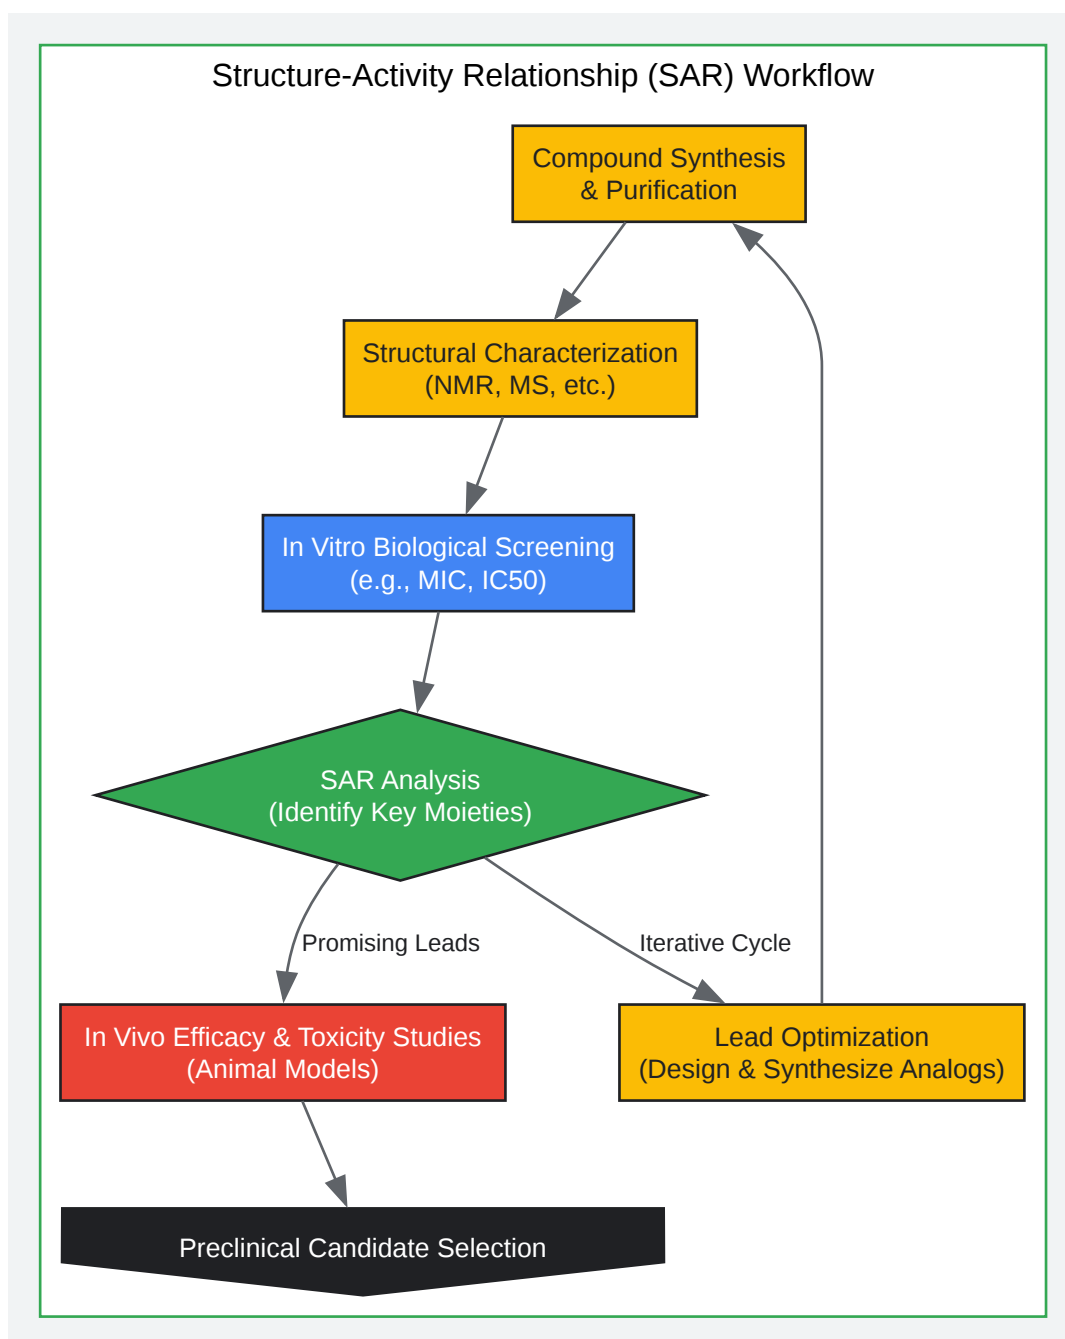 Structure-Activity Relationship (SAR) Workflow
Compound Synthesis
& Purification
Structural Characterization
(NMR, MS, etc.)
In Vitro Biological Screening
(e.g., MIC, IC50)
SAR Analysis
(Identify Key Moieties)
Promising Leads
Iterative Cycle
In Vivo Efficacy & Toxicity Studies
(Animal Models)
Lead Optimization
(Design & Synthesize Analogs)
Preclinical Candidate Selection